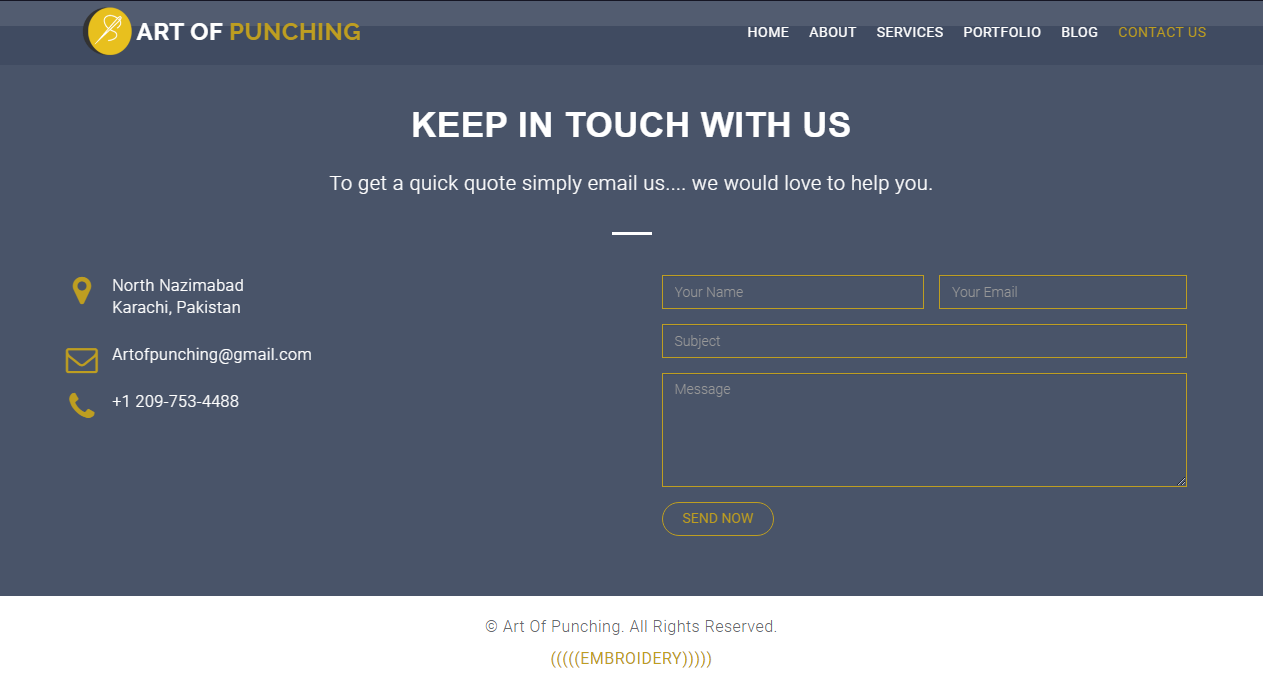 ART OF PUNCHING
HOME ABOUT SERVICES PORTFOLIO BLOG CONTACT US
KEEP IN TOUCH WITH US
To get a quick quote simply email us.... we would love to help you.
North Nazimabad
Karachi, Pakistan
Artofpunching@gmail.com
+1 209-753-4488
Your Name
Your Email
Subject
Message
SEND NOW
© Art Of Punching. All Rights Reserved.
(((((EMBROIDERY)))))